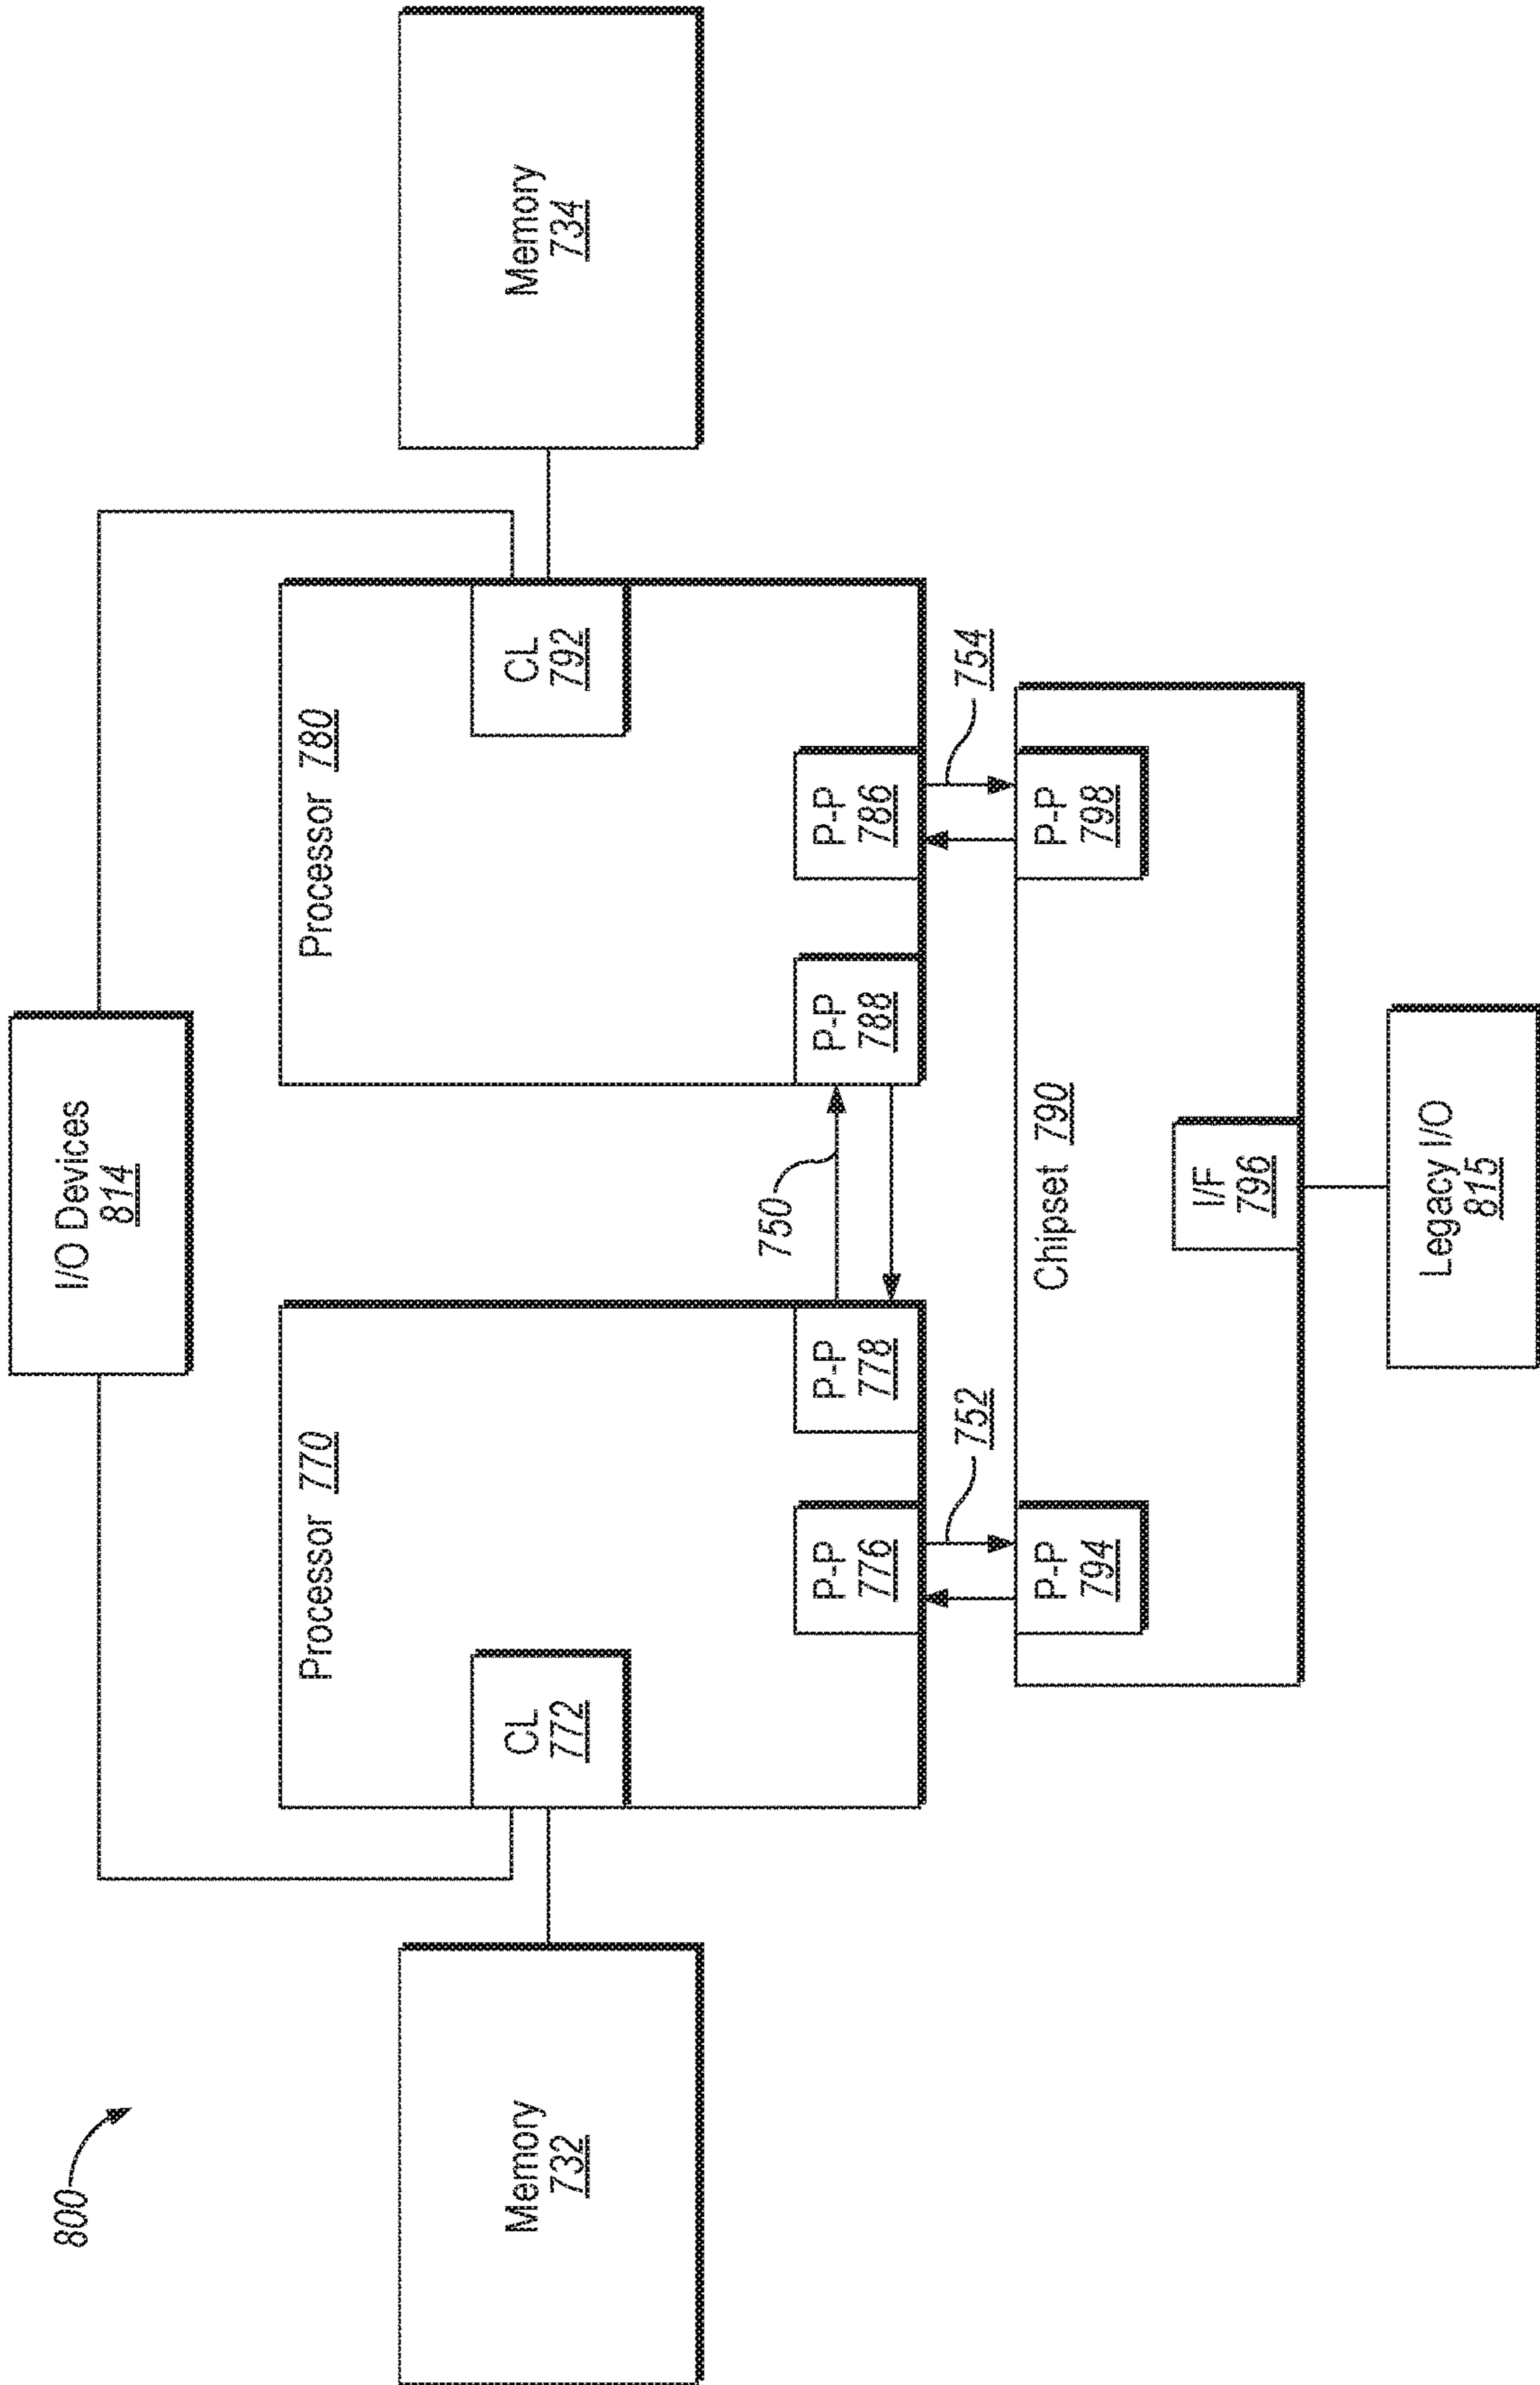 800
I/O Devices
814
Memory
732
Processor 770
CL
772
P-P
776
P-P
778
750
Processor 780
CL
792
P-P
788
P-P
786
Memory
734
752
754
Chipset 790
P-P
794
P-P
798
I/F
796
Legacy I/O
815